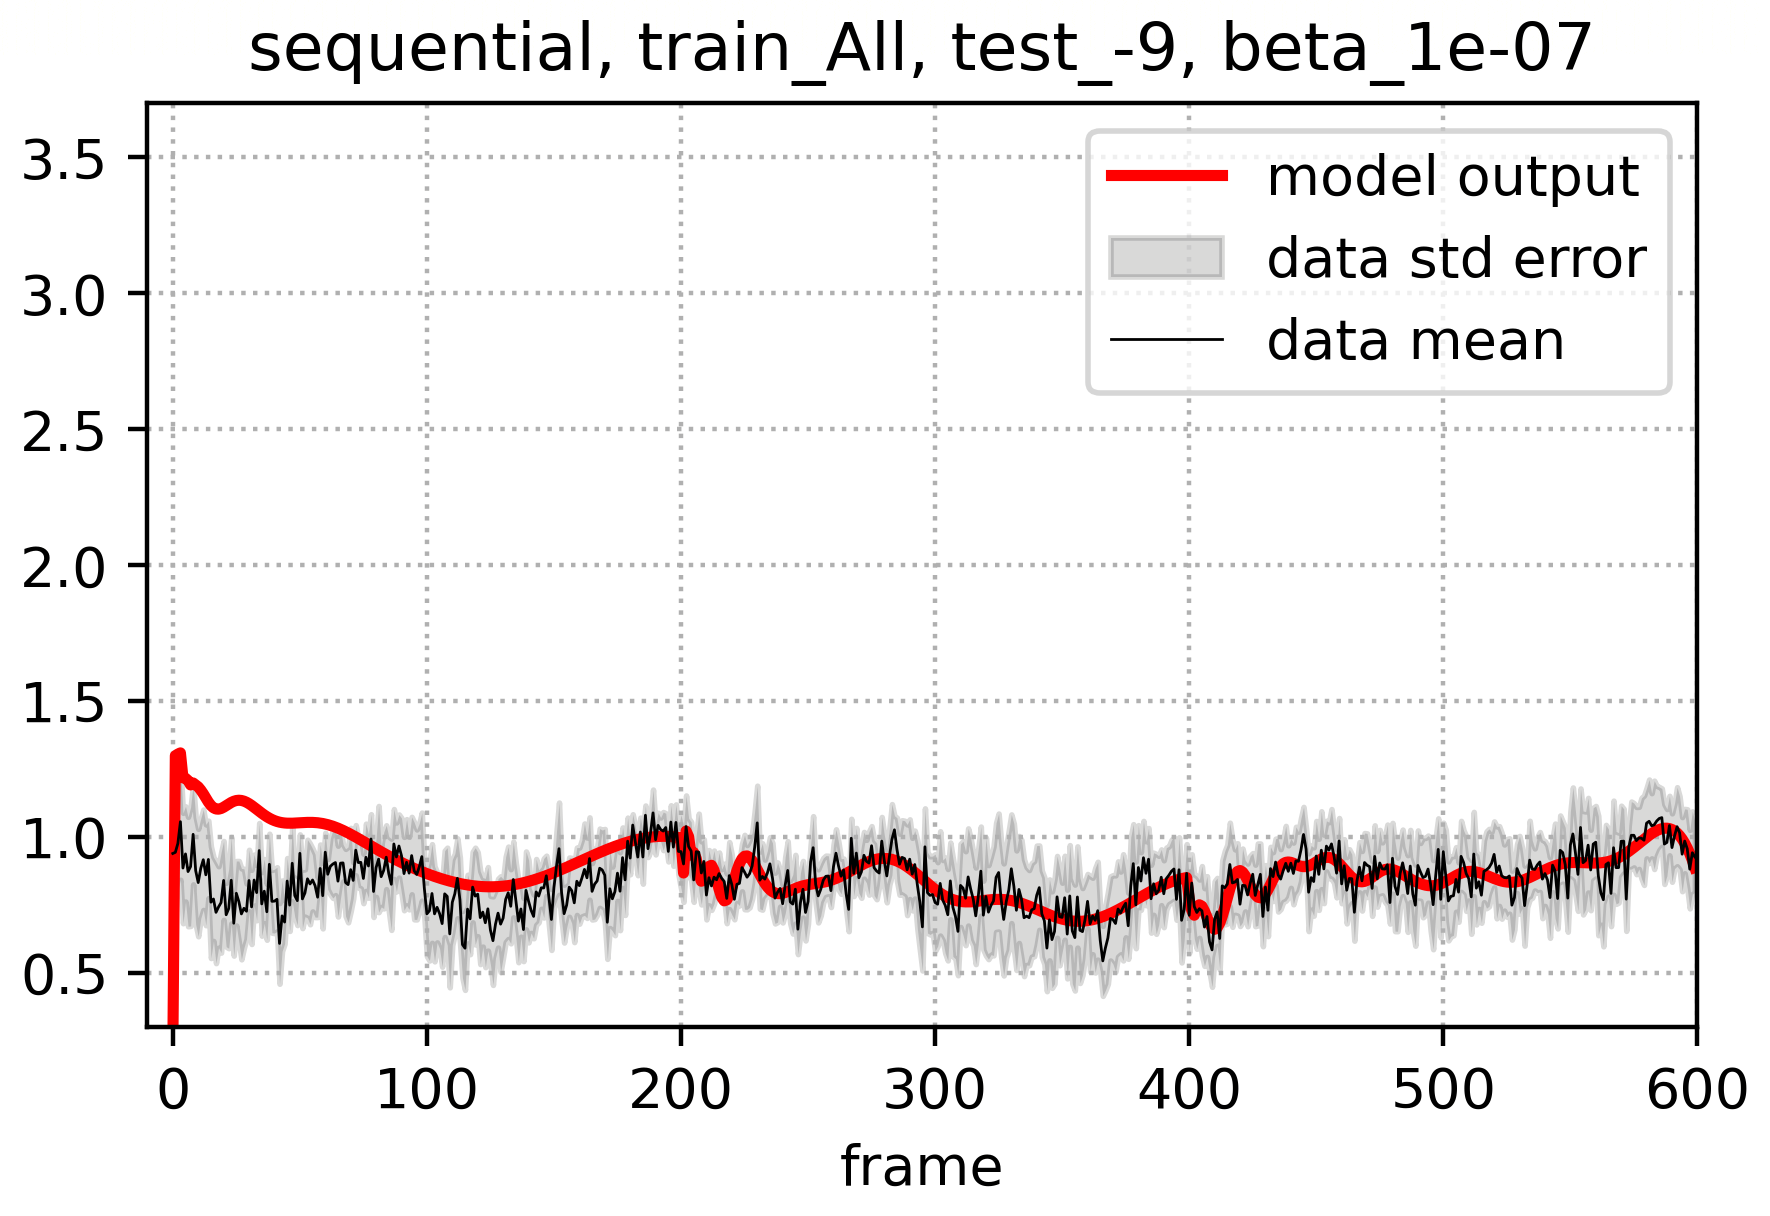 sequential, train_All, test_-9, beta_1e-07
3.5
3.0
2.5
2.0
1.5
1.0
0.5
model output
data std error
data mean
0 100 200 300 400 500 600
frame